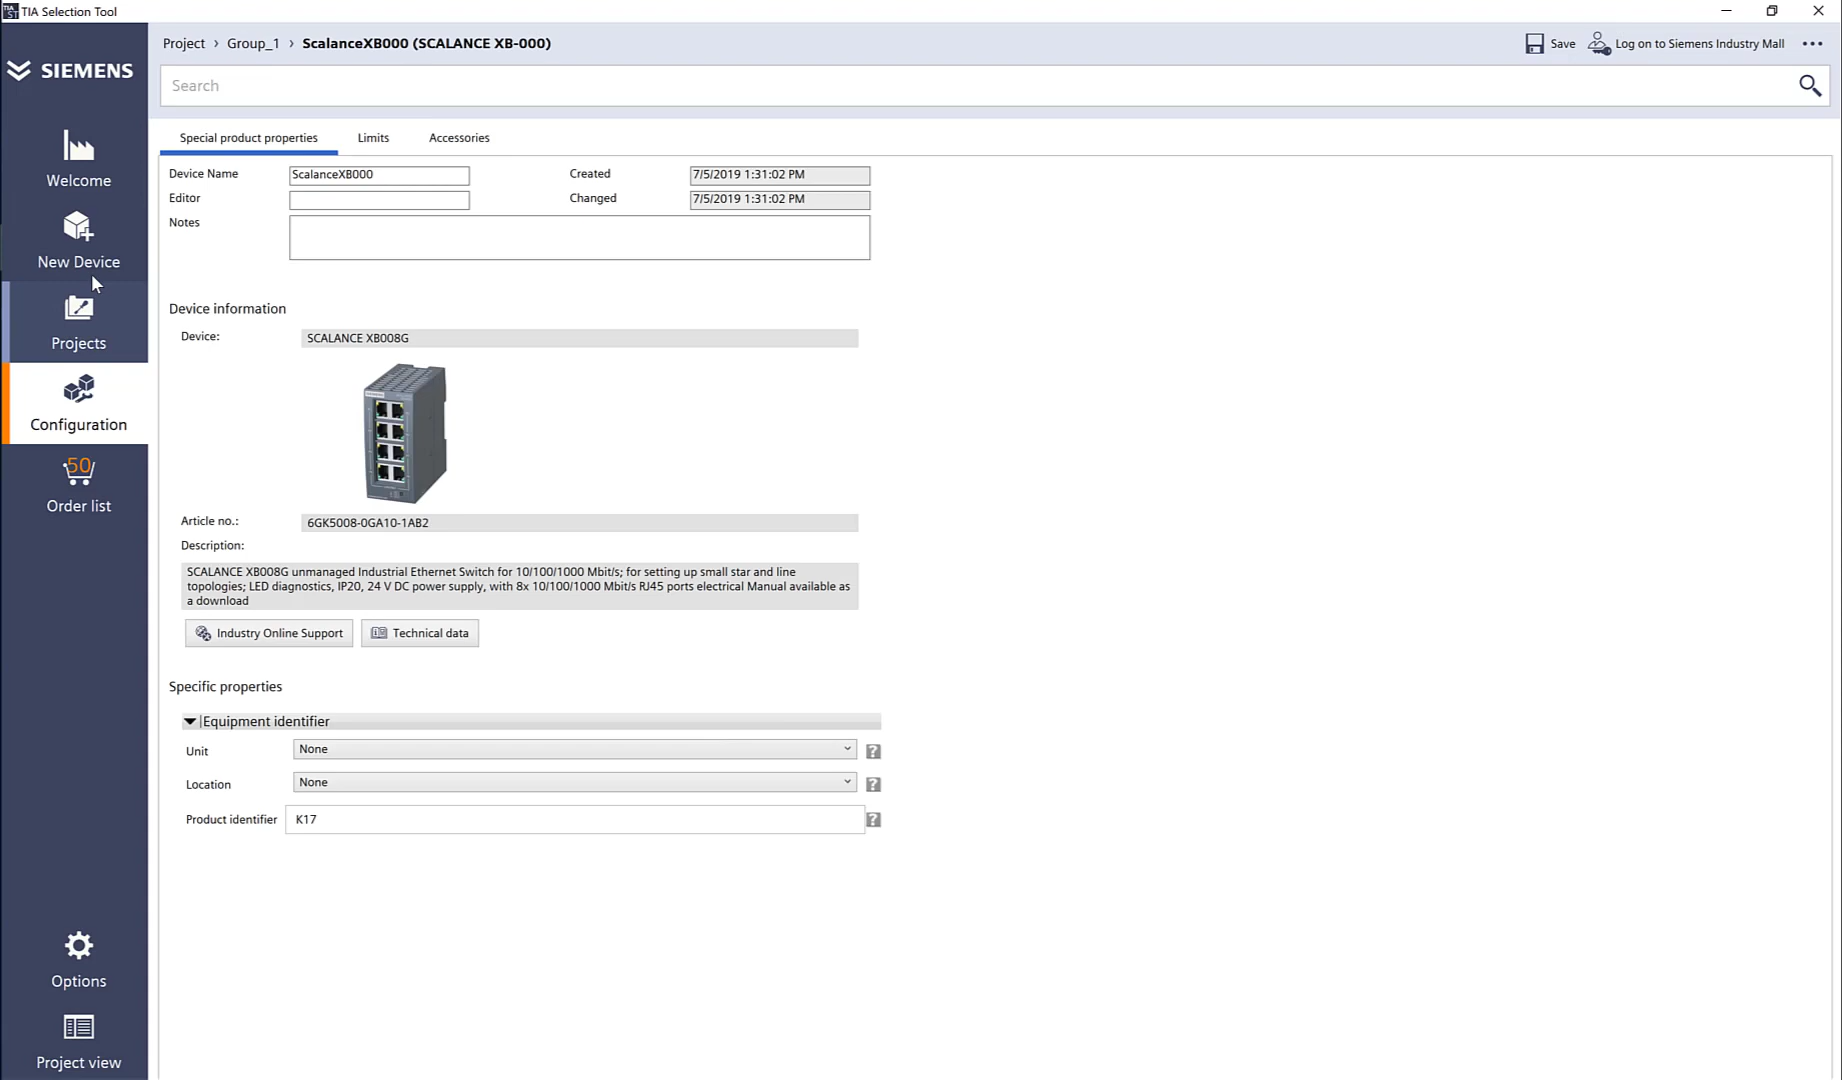 TIA Selection Tool
Project › Group_1 › ScalanceXB000 (SCALANCE XB-000)
Save
Log on to Siemens Industry Mall
SIEMENS
Search
Special product properties
Limits
Accessories
Welcome
New Device
Projects
Configuration
50
Order list
Options
Project view
Device Name
ScalanceXB000
Created
7/5/2019 1:31:02 PM
Editor
Changed
7/5/2019 1:31:02 PM
Notes
Device information
Device:
SCALANCE XB008G
Article no.:
6GK5008-0GA10-1AB2
Description:
SCALANCE XB008G unmanaged Industrial Ethernet Switch for 10/100/1000 Mbit/s; for setting up small star and line
topologies; LED diagnostics, IP20, 24 V DC power supply, with 8x 10/100/1000 Mbit/s RJ45 ports electrical Manual available as
a download
Industry Online Support
Technical data
Specific properties
Equipment identifier
Unit
None
?
Location
None
?
Product identifier
K17
?